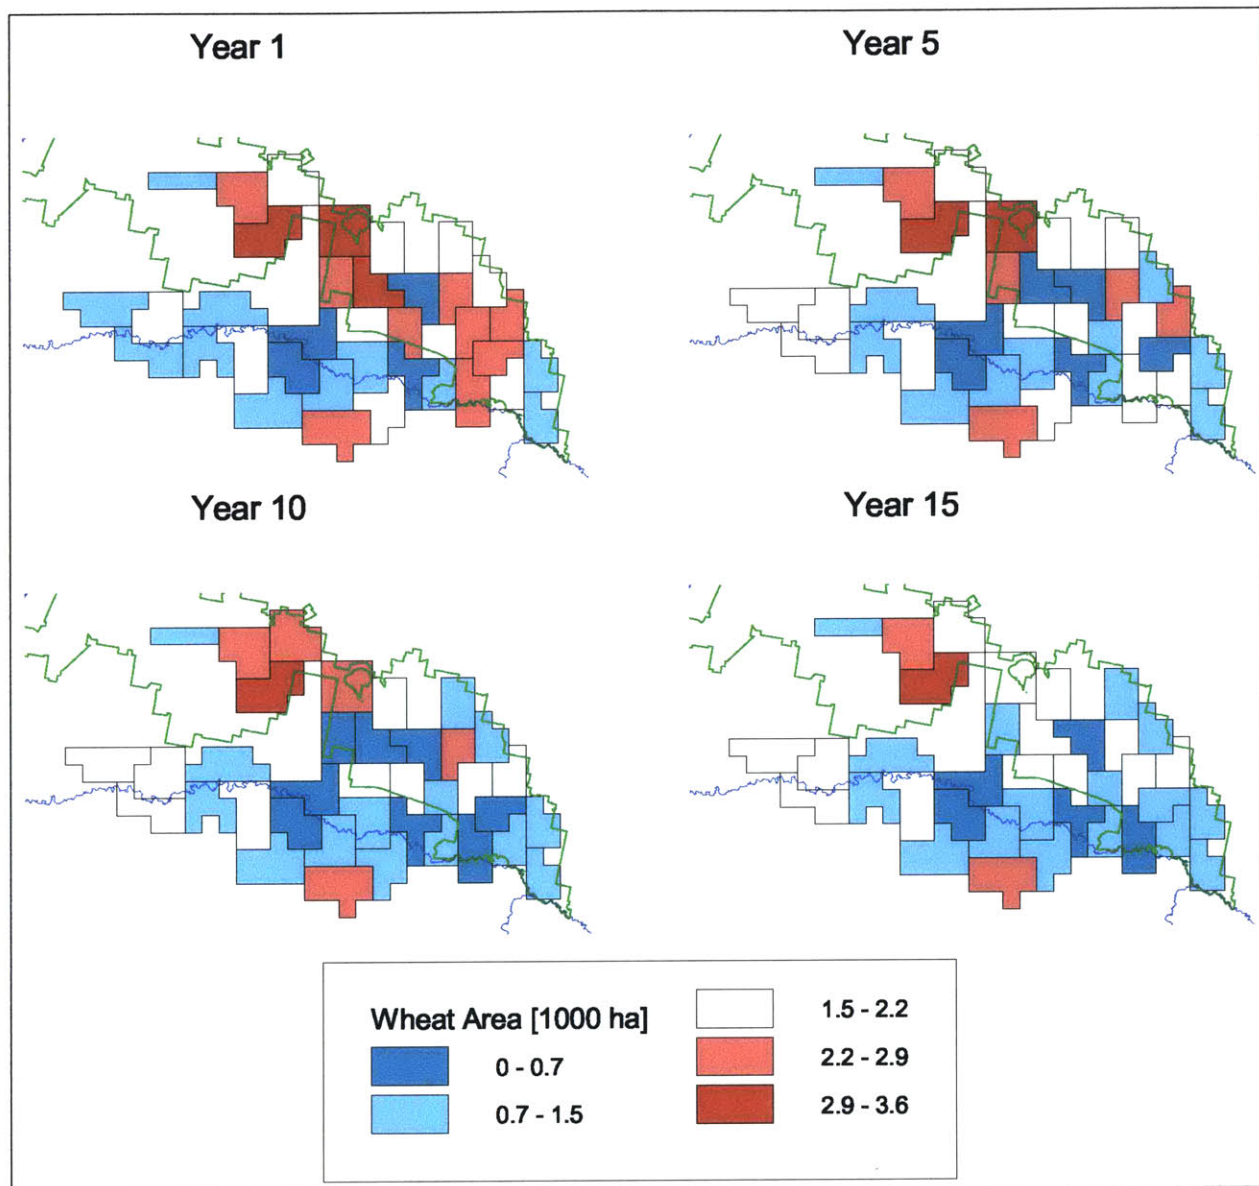 Year 1
Year 5
Year 10
Year 15
Wheat Area [1000 ha]
0 - 0.7
0.7 - 1.5
1.5 - 2.2
2.2 - 2.9
2.9 - 3.6